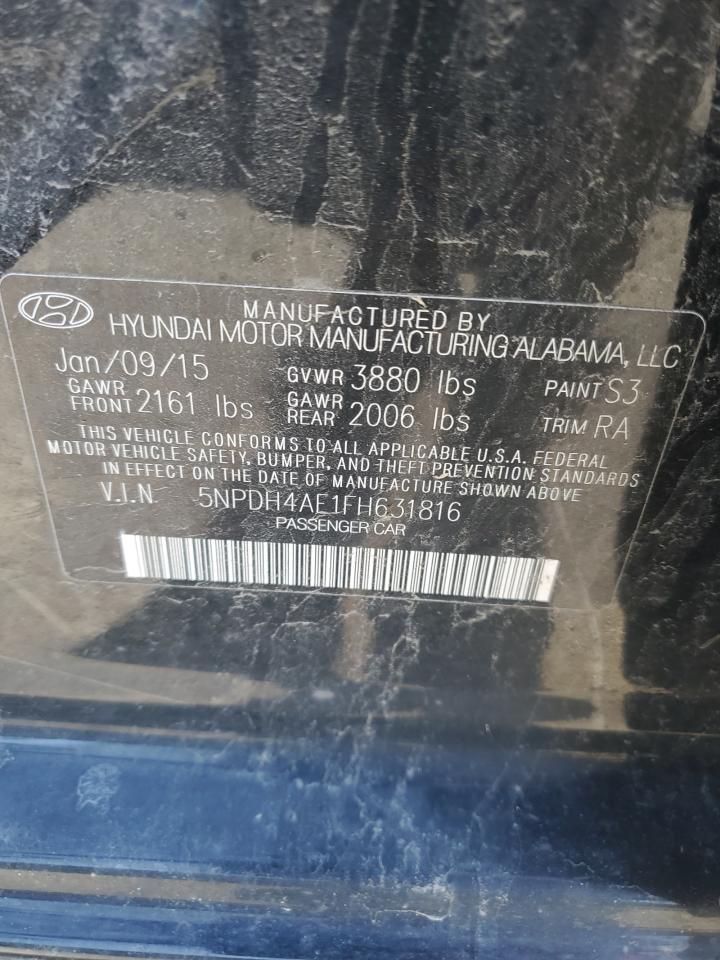 MANUFACTURED BY
HYUNDAI MOTOR MANUFACTURING ALABAMA, LLC
Jan/09/15 GVWR 3880 lbs PAINT S3
GAWR FRONT 2161 lbs GAWR REAR 2006 lbs TRIM RA
THIS VEHICLE CONFORMS TO ALL APPLICABLE U.S.A. FEDERAL
MOTOR VEHICLE SAFETY, BUMPER, AND THEFT PREVENTION STANDARDS
IN EFFECT ON THE DATE OF MANUFACTURE SHOWN ABOVE
V.I.N. 5NPDH4AE1FH631816
PASSENGER CAR